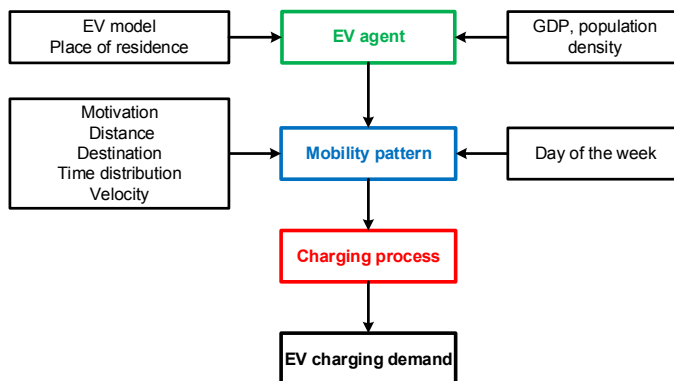 EV model
Place of residence
EV agent
GDP, population
density
Motivation
Distance
Destination
Time distribution
Velocity
Mobility pattern
Day of the week
Charging process
EV charging demand